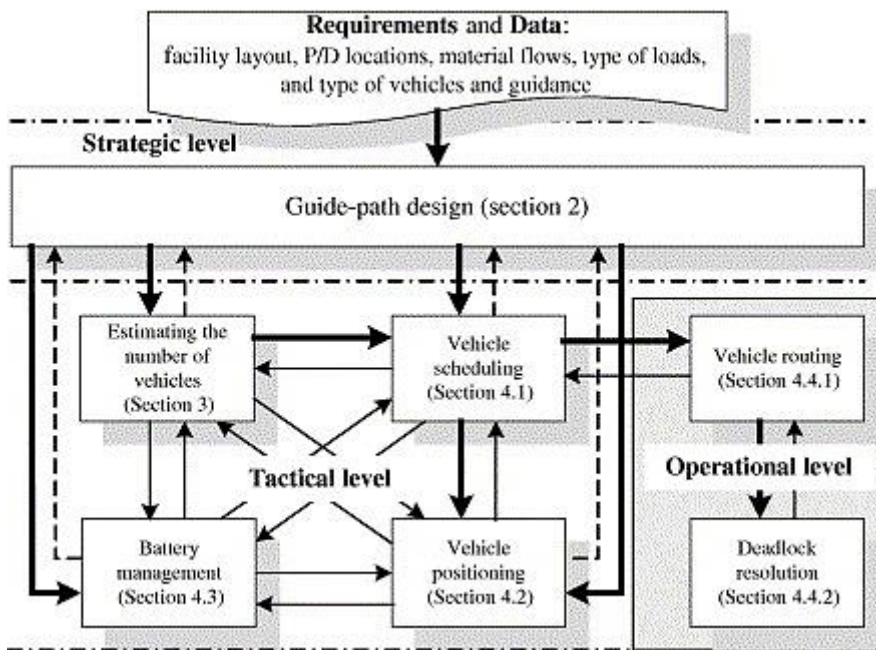 Requirements and Data:
facility layout, P/D locations, material flows, type of loads,
and type of vehicles and guidance
Strategic level
Guide-path design (section 2)
Estimating the
number of
vehicles
(Section 3)
Vehicle
scheduling
(Section 4.1)
Vehicle routing
(Section 4.4.1)
Tactical level
Operational level
Battery
management
(Section 4.3)
Vehicle
positioning
(Section 4.2)
Deadlock
resolution
(Section 4.4.2)